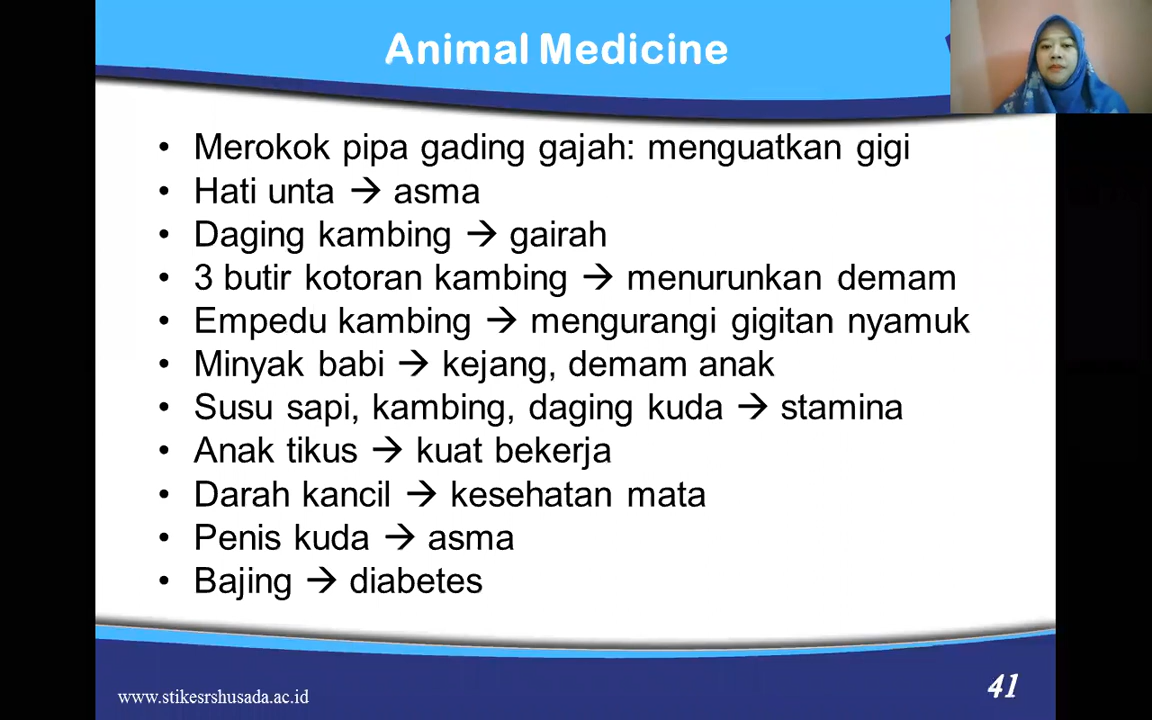 Animal Medicine
• Merokok pipa gading gajah: menguatkan gigi
• Hati unta → asma
• Daging kambing → gairah
• 3 butir kotoran kambing → menurunkan demam
• Empedu kambing → mengurangi gigitan nyamuk
• Minyak babi → kejang, demam anak
• Susu sapi, kambing, daging kuda → stamina
• Anak tikus → kuat bekerja
• Darah kancil → kesehatan mata
• Penis kuda → asma
• Bajing → diabetes
www.stikesrshusada.ac.id
41